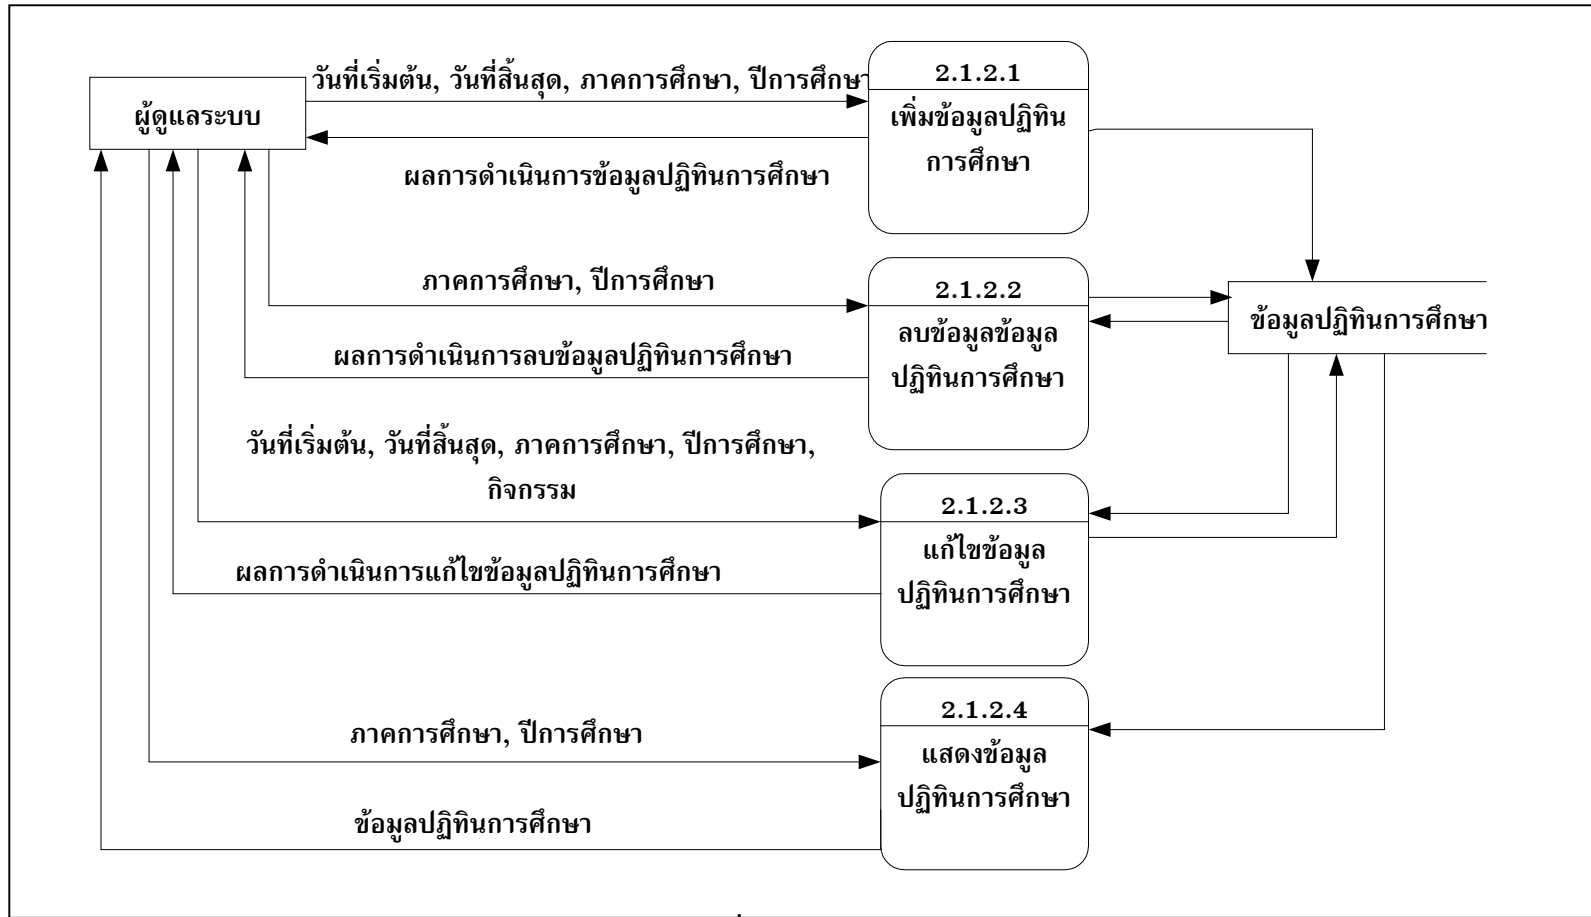 วันที่เริ่มต้น, วันที่สิ้นสุด, ภาคการศึกษา, ปีการศึกษา
ผู้ดูแลระบบ
2.1.2.1
เพิ่มข้อมูลปฏิทิน
การศึกษา
ผลการดำเนินการข้อมูลปฏิทินการศึกษา
ภาคการศึกษา, ปีการศึกษา
2.1.2.2
ลบข้อมูลข้อมูล
ปฏิทินการศึกษา
ข้อมูลปฏิทินการศึกษา
ผลการดำเนินการลบข้อมูลปฏิทินการศึกษา
วันที่เริ่มต้น, วันที่สิ้นสุด, ภาคการศึกษา, ปีการศึกษา,
กิจกรรม
2.1.2.3
แก้ไขข้อมูล
ปฏิทินการศึกษา
ผลการดำเนินการแก้ไขข้อมูลปฏิทินการศึกษา
ภาคการศึกษา, ปีการศึกษา
2.1.2.4
แสดงข้อมูล
ปฏิทินการศึกษา
ข้อมูลปฏิทินการศึกษา